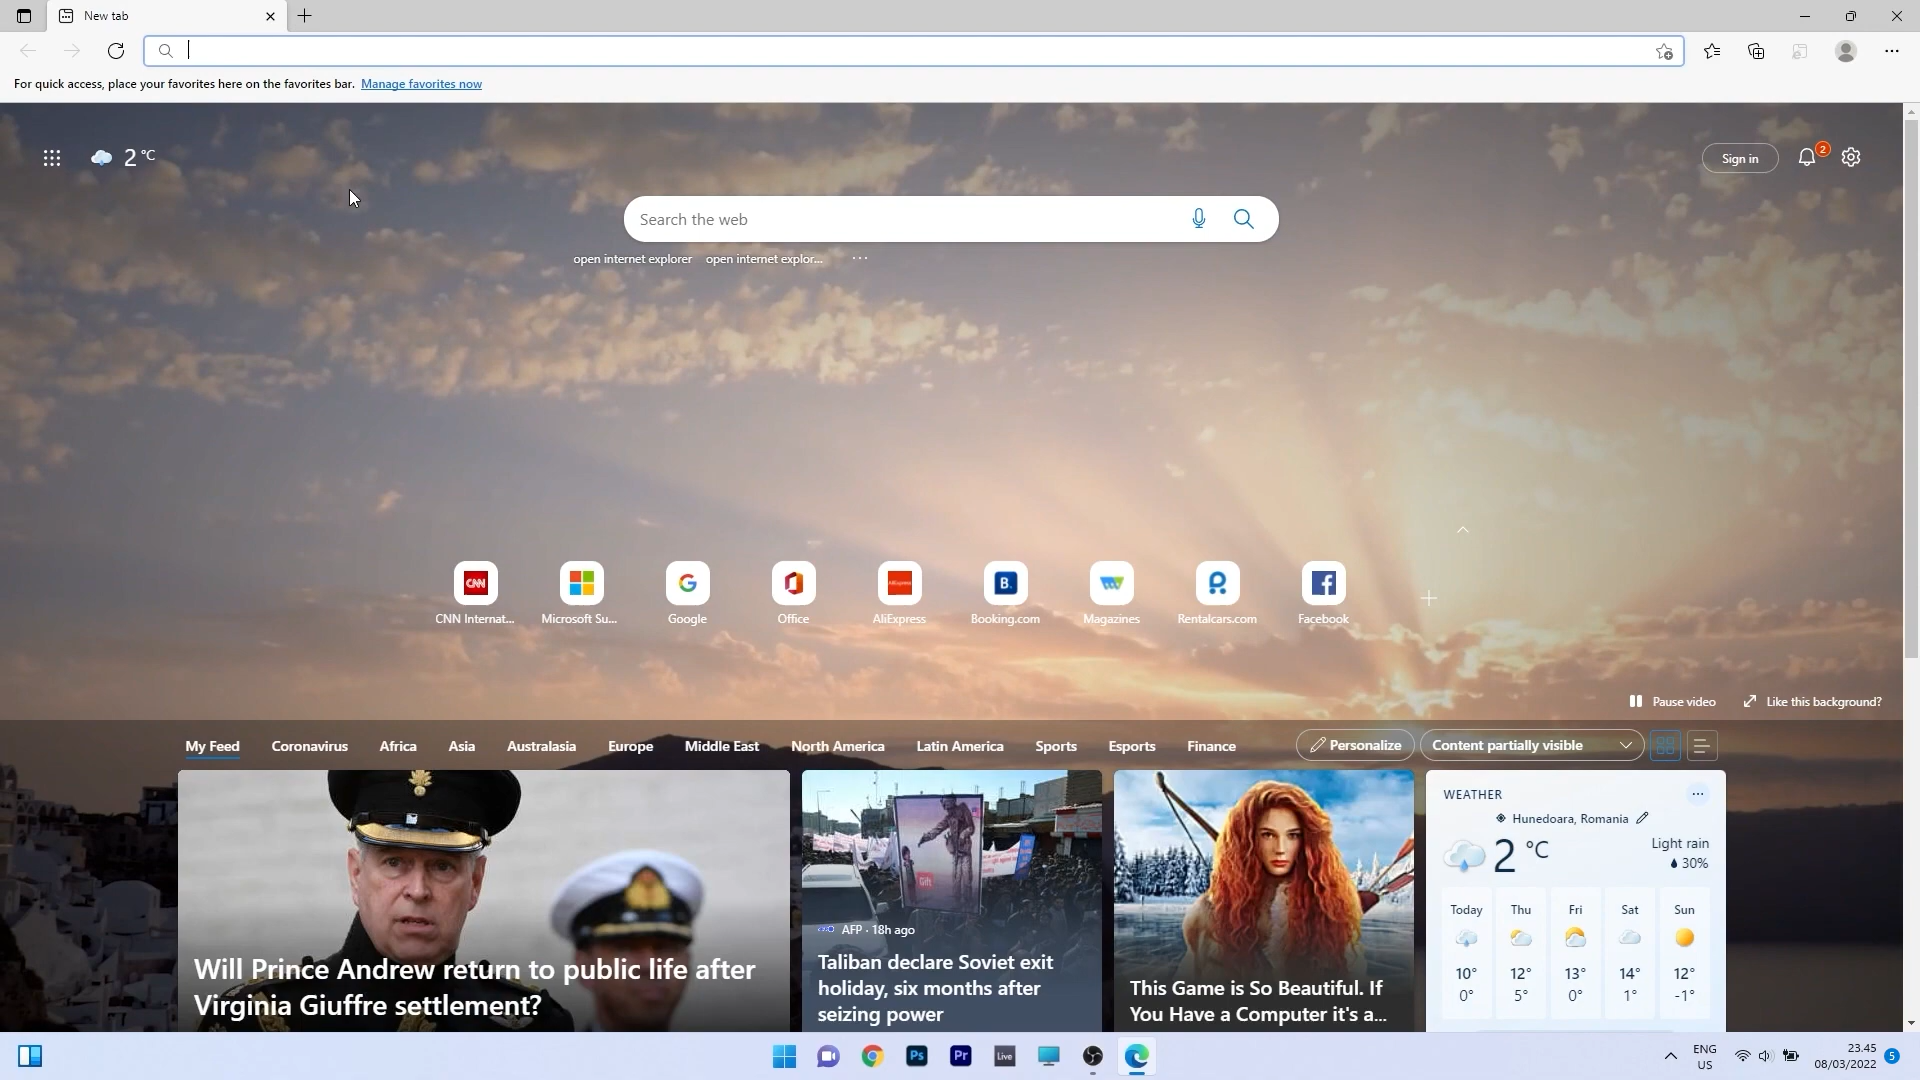 New tab
For quick access, place your favorites here on the favorites bar. Manage favorites now
2 °C
Sign in
2
Search the web
open internet explorer open internet explor...
CNN
B.
AliExpress
CNN Internat...
Microsoft Su...
Google
Office
AliExpress
Booking.com
Magazines
Rentalcars.com
Facebook
Pause video
Like this background?
My Feed Coronavirus Africa Asia Australasia Europe Middle East North America Latin America Sports Esports Finance
Personalize
Content partially visible
Will Prince Andrew return to public life after
Virginia Giuffre settlement?
Gift
AFP · 18h ago
Taliban declare Soviet exit
holiday, six months after
seizing power
This Game is So Beautiful. If
You Have a Computer it's a...
WEATHER
Hunedoara, Romania
2 °C
Light rain
30%
Today Thu Fri Sat Sun
10° 12° 13° 14° 12°
0° 5° 0° 1° -1°
Ps
Pr
Live
ENG
US
23.45
08/03/2022
5